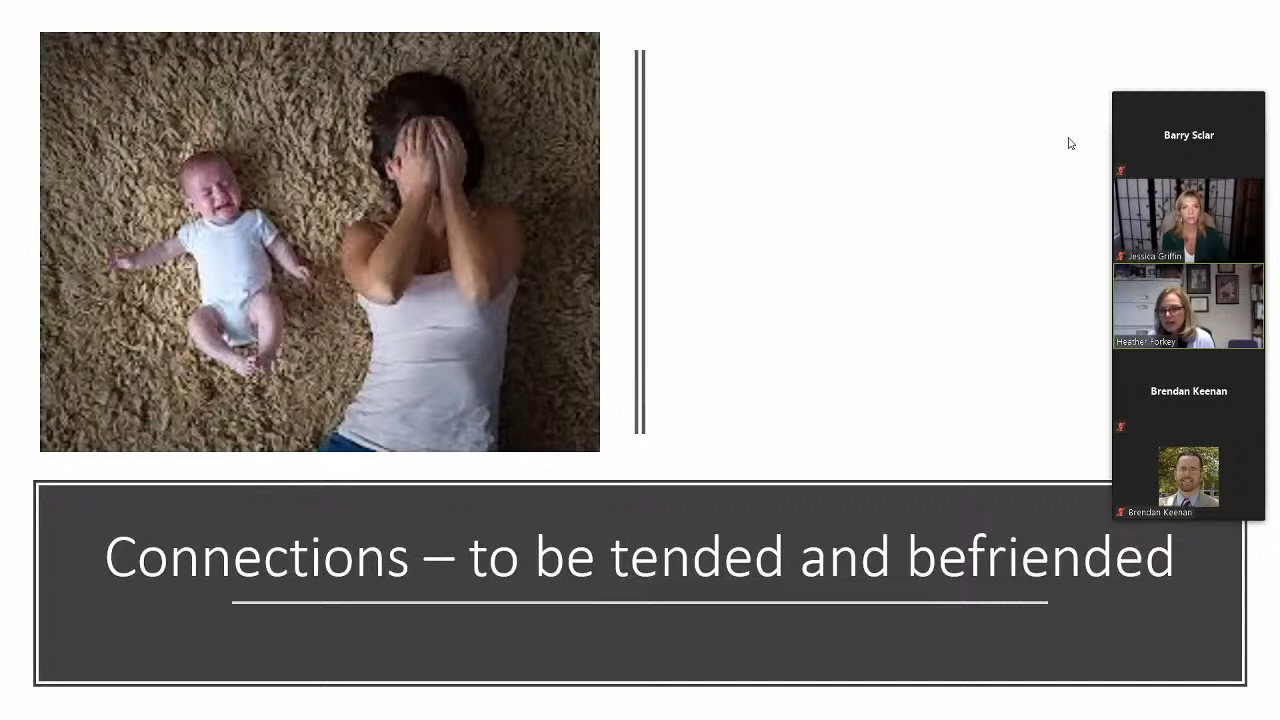 Barry Sclar
Jessica Griffin
Heather Forkey
Brendan Keenan
Brendan Keenan
Connections – to be tended and befriended